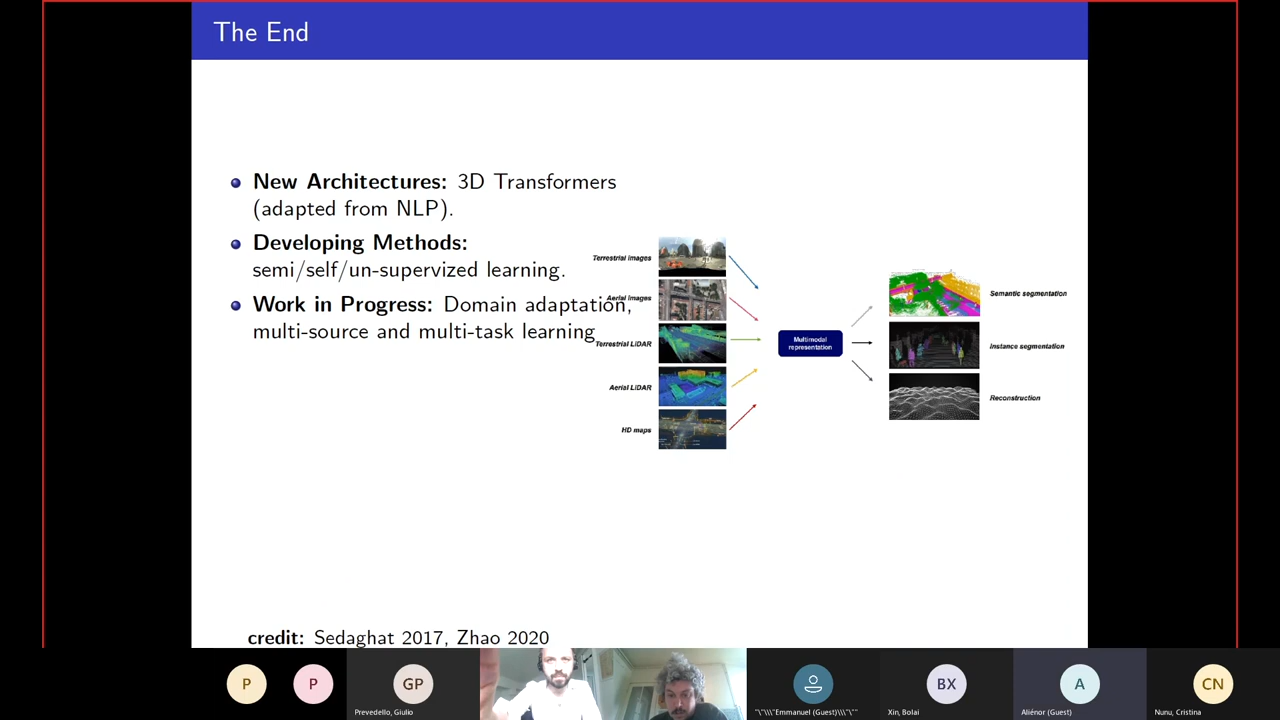 The End
New Architectures: 3D Transformers
(adapted from NLP).
Developing Methods:
semi/self/un-supervized learning.
Work in Progress: Domain adaptation,
multi-source and multi-task learning
Terrestrial images
Aerial images
Terrestrial LiDAR
Aerial LiDAR
HD maps
Multimodal
representation
Semantic segmentation
Instance segmentation
Reconstruction
credit: Sedaghat 2017, Zhao 2020
P
P
GP
Prevedello, Giulio
"\"\\\"Emmanuel (Guest)\\\"\""
BX
Xin, Bolai
A
Aliénor (Guest)
CN
Nunu, Cristina